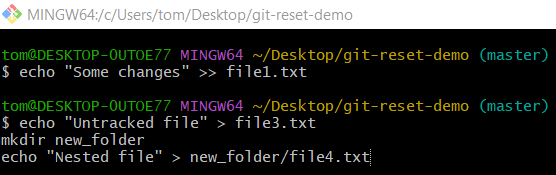 MINGW64:/c/Users/tom/Desktop/git-reset-demo
tom@DESKTOP-OUTOE77 MINGW64 ~/Desktop/git-reset-demo (master)
$ echo "Some changes" >> file1.txt
tom@DESKTOP-OUTOE77 MINGW64 ~/Desktop/git-reset-demo (master)
$ echo "Untracked file" > file3.txt
mkdir new_folder
echo "Nested file" > new_folder/file4.txt